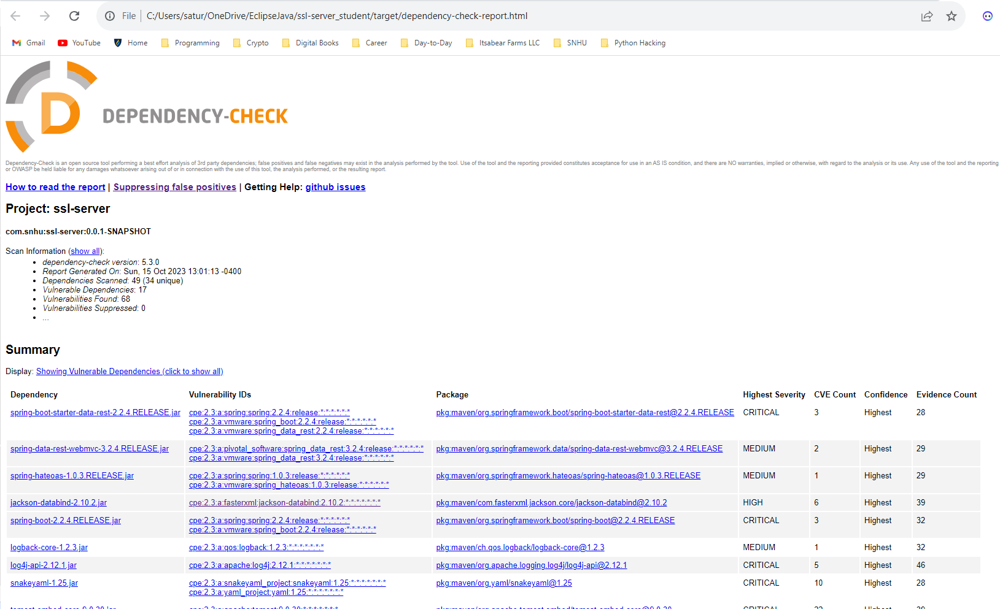 File
C:/Users/satur/OneDrive/EclipseJava/ssl-server_student/target/dependency-check-report.html
Gmail YouTube Home Programming Crypto Digital Books Career Day-to-Day Itsabear Farms LLC SNHU Python Hacking
DEPENDENCY-CHECK
Dependency-Check is an open source tool performing a best effort analysis of 3rd party dependencies; false positives and false negatives may exist in the analysis performed by the tool. Use of the tool and the reporting provided constitutes acceptance for use in an AS IS condition, and there are NO warranties, implied or otherwise, with regard to the analysis or its use. Any use of the tool and the reporting
or OWASP be held liable for any damages whatsoever arising out of or in connection with the use of this tool, the analysis performed, or the resulting report.
How to read the report | Suppressing false positives | Getting Help: github issues
Project: ssl-server
com.snhu:ssl-server:0.0.1-SNAPSHOT
Scan Information (show all):
• dependency-check version: 5.3.0
• Report Generated On: Sun, 15 Oct 2023 13:01:13 -0400
• Dependencies Scanned: 49 (34 unique)
• Vulnerable Dependencies: 17
• Vulnerabilities Found: 68
• Vulnerabilities Suppressed: 0
• ...
Summary
Display: Showing Vulnerable Dependencies (click to show all)
Dependency Vulnerability IDs Package Highest Severity CVE Count Confidence Evidence Count
spring-boot-starter-data-rest-2.2.4.RELEASE.jar cpe:2.3:a:spring:spring:2.2.4:release:*:*:*:*:*:* pkg:maven/org.springframework.boot/spring-boot-starter-data-rest@2.2.4.RELEASE CRITICAL 3 Highest 28
cpe:2.3:a:vmware:spring_boot:2.2.4:release:*:*:*:*:*:*
cpe:2.3:a:vmware:spring_data_rest:2.2.4:release:*:*:*:*:*:*
spring-data-rest-webmvc-3.2.4.RELEASE.jar cpe:2.3:a:pivotal_software:spring_data_rest:3.2.4:release:*:*:*:*:*:* pkg:maven/org.springframework.data/spring-data-rest-webmvc@3.2.4.RELEASE MEDIUM 2 Highest 29
cpe:2.3:a:vmware:spring_data_rest:3.2.4:release:*:*:*:*:*:*
spring-hateoas-1.0.3.RELEASE.jar cpe:2.3:a:spring:spring:1.0.3:release:*:*:*:*:*:* pkg:maven/org.springframework.hateoas/spring-hateoas@1.0.3.RELEASE MEDIUM 1 Highest 29
cpe:2.3:a:vmware:spring_hateoas:1.0.3:release:*:*:*:*:*:*
jackson-databind-2.10.2.jar cpe:2.3:a:fasterxml:jackson-databind:2.10.2:*:*:*:*:*:*:* pkg:maven/com.fasterxml.jackson.core/jackson-databind@2.10.2 HIGH 6 Highest 39
spring-boot-2.2.4.RELEASE.jar cpe:2.3:a:spring:spring:2.2.4:release:*:*:*:*:*:* pkg:maven/org.springframework.boot/spring-boot@2.2.4.RELEASE CRITICAL 3 Highest 32
cpe:2.3:a:vmware:spring_boot:2.2.4:release:*:*:*:*:*:*
logback-core-1.2.3.jar cpe:2.3:a:qos:logback:1.2.3:*:*:*:*:*:*:* pkg:maven/ch.qos.logback/logback-core@1.2.3 MEDIUM 1 Highest 32
log4j-api-2.12.1.jar cpe:2.3:a:apache:log4j:2.12.1:*:*:*:*:*:*:* pkg:maven/org.apache.logging.log4j/log4j-api@2.12.1 CRITICAL 5 Highest 46
snakeyaml-1.25.jar cpe:2.3:a:snakeyaml_project:snakeyaml:1.25:*:*:*:*:*:*:* pkg:maven/org.yaml/snakeyaml@1.25 CRITICAL 10 Highest 28
cpe:2.3:a:yaml_project:yaml:1.25:*:*:*:*:*:*:*